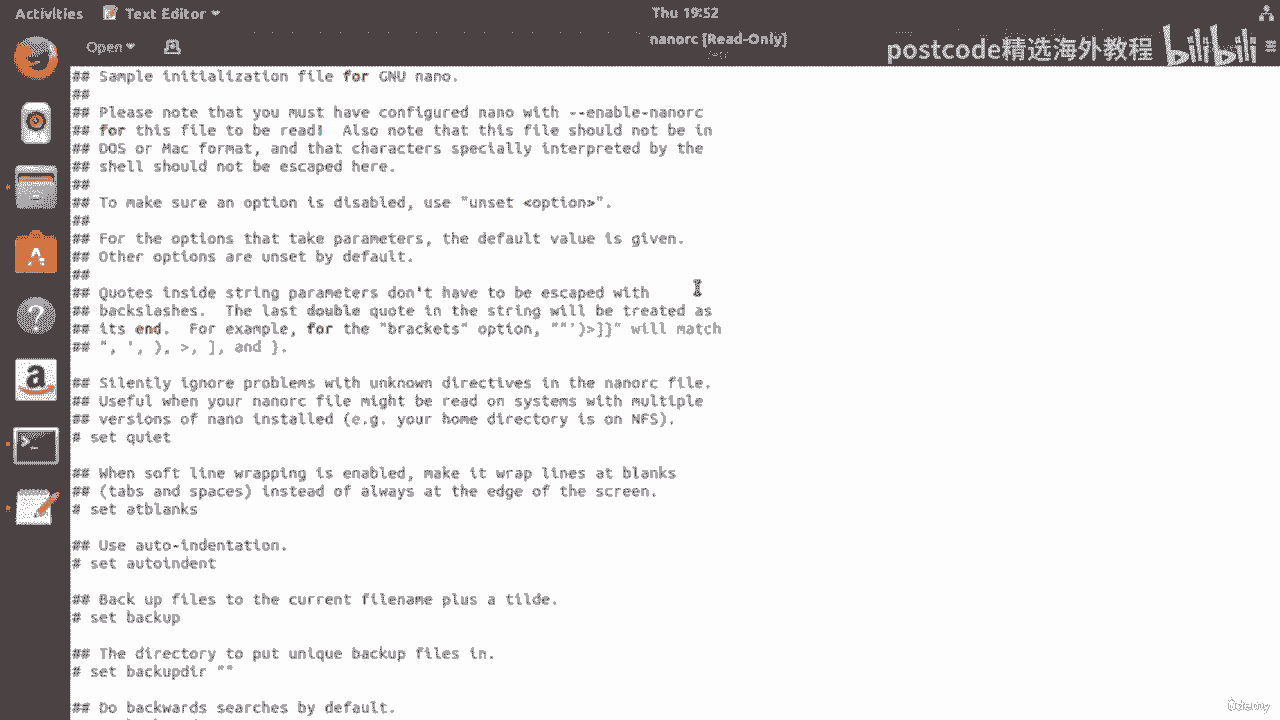 Activities Text Editor Thu 19:52
Open nanorc [Read-Only]
postcode精选海外教程 bilibili
## Sample initialization file for GNU nano.
##
## Please note that you must have configured nano with --enable-nanorc
## for this file to be read!  Also note that this file should not be in
## DOS or Mac format, and that characters specially interpreted by the
## shell should not be escaped here.
##
## To make sure an option is disabled, use "unset <option>".
##
## For the options that take parameters, the default value is given.
## Other options are unset by default.
##
## Quotes inside string parameters don't have to be escaped with
## backslashes.  The last double quote in the string will be treated as
## its end.  For example, for the "brackets" option, ""')>]}" will match
## ", ', ), >, ], and }.
## Silently ignore problems with unknown directives in the nanorc file.
## Useful when your nanorc file might be read on systems with multiple
## versions of nano installed (e.g. your home directory is on NFS).
# set quiet
## When soft line wrapping is enabled, make it wrap lines at blanks
## (tabs and spaces) instead of always at the edge of the screen.
# set atblanks
## Use auto-indentation.
# set autoindent
## Back up files to the current filename plus a tilde.
# set backup
## The directory to put unique backup files in.
# set backupdir ""
## Do backwards searches by default.
ûdemy